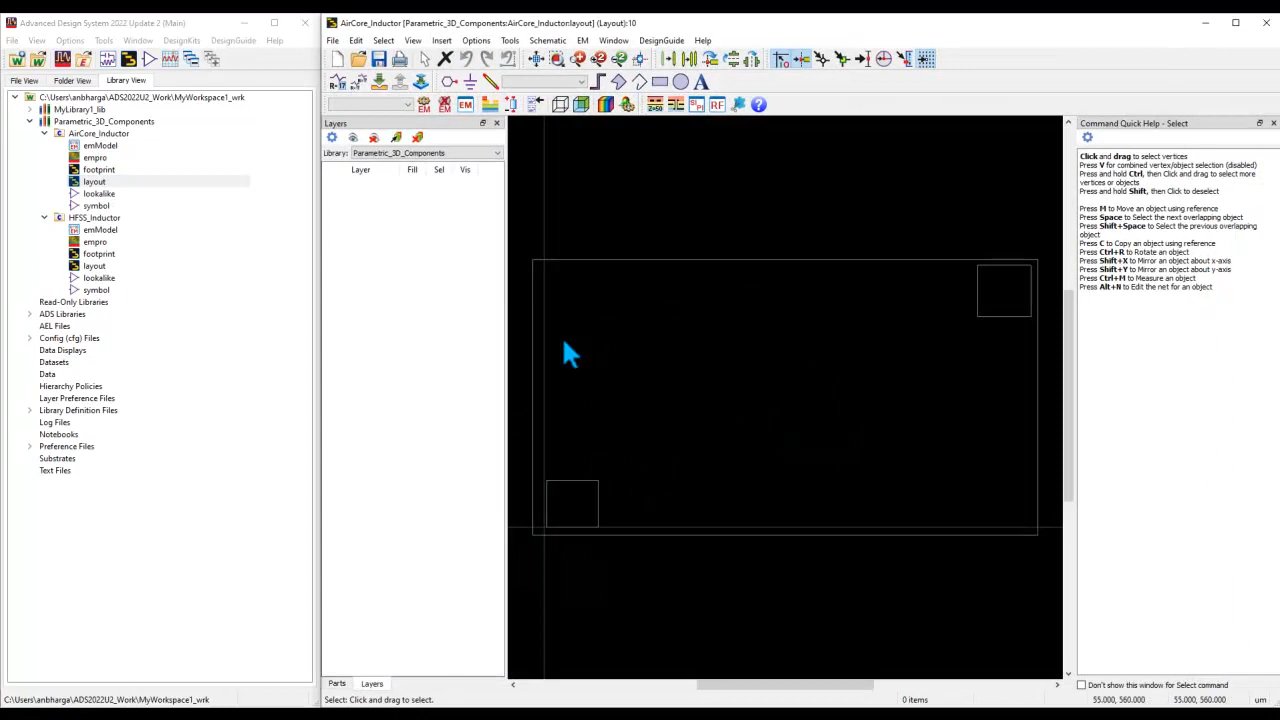 Advanced Design System 2022 Update 2 (Main)
File View Options Tools Window DesignKits DesignGuide Help
File View Folder View Library View
C:\Users\anbharga\ADS2022U2_Work\MyWorkspace1_wrk
MyLibrary1_lib
Parametric_3D_Components
AirCore_Inductor
emModel
empro
footprint
layout
lookalike
symbol
HFSS_Inductor
emModel
empro
footprint
layout
lookalike
symbol
Read-Only Libraries
ADS Libraries
AEL Files
Config (cfg) Files
Data Displays
Datasets
Data
Hierarchy Policies
Layer Preference Files
Library Definition Files
Log Files
Notebooks
Preference Files
Substrates
Text Files
C:\Users\anbharga\ADS2022U2_Work\MyWorkspace1_wrk
AirCore_Inductor [Parametric_3D_Components:AirCore_Inductor:layout] (Layout):10
File Edit Select View Insert Options Tools Schematic EM Window DesignGuide Help
Layers
Library: Parametric_3D_Components
Layer Fill Sel Vis
Parts Layers
Select: Click and drag to select.
0 items
Command Quick Help - Select
Click and drag to select vertices
Press V for combined vertex/object selection (disabled)
Press and hold Ctrl, then Click and drag to select more
vertices or objects
Press and hold Shift, then Click to deselect
Press M to Move an object using reference
Press Space to Select the next overlapping object
Press Shift+Space to Select the previous overlapping
object
Press C to Copy an object using reference
Press Ctrl+R to Rotate an object
Press Shift+X to Mirror an object about x-axis
Press Shift+Y to Mirror an object about y-axis
Press Ctrl+M to Measure an object
Press Alt+N to Edit the net for an object
Don't show this window for Select command
55.000, 560.000 55.000, 560.000 um